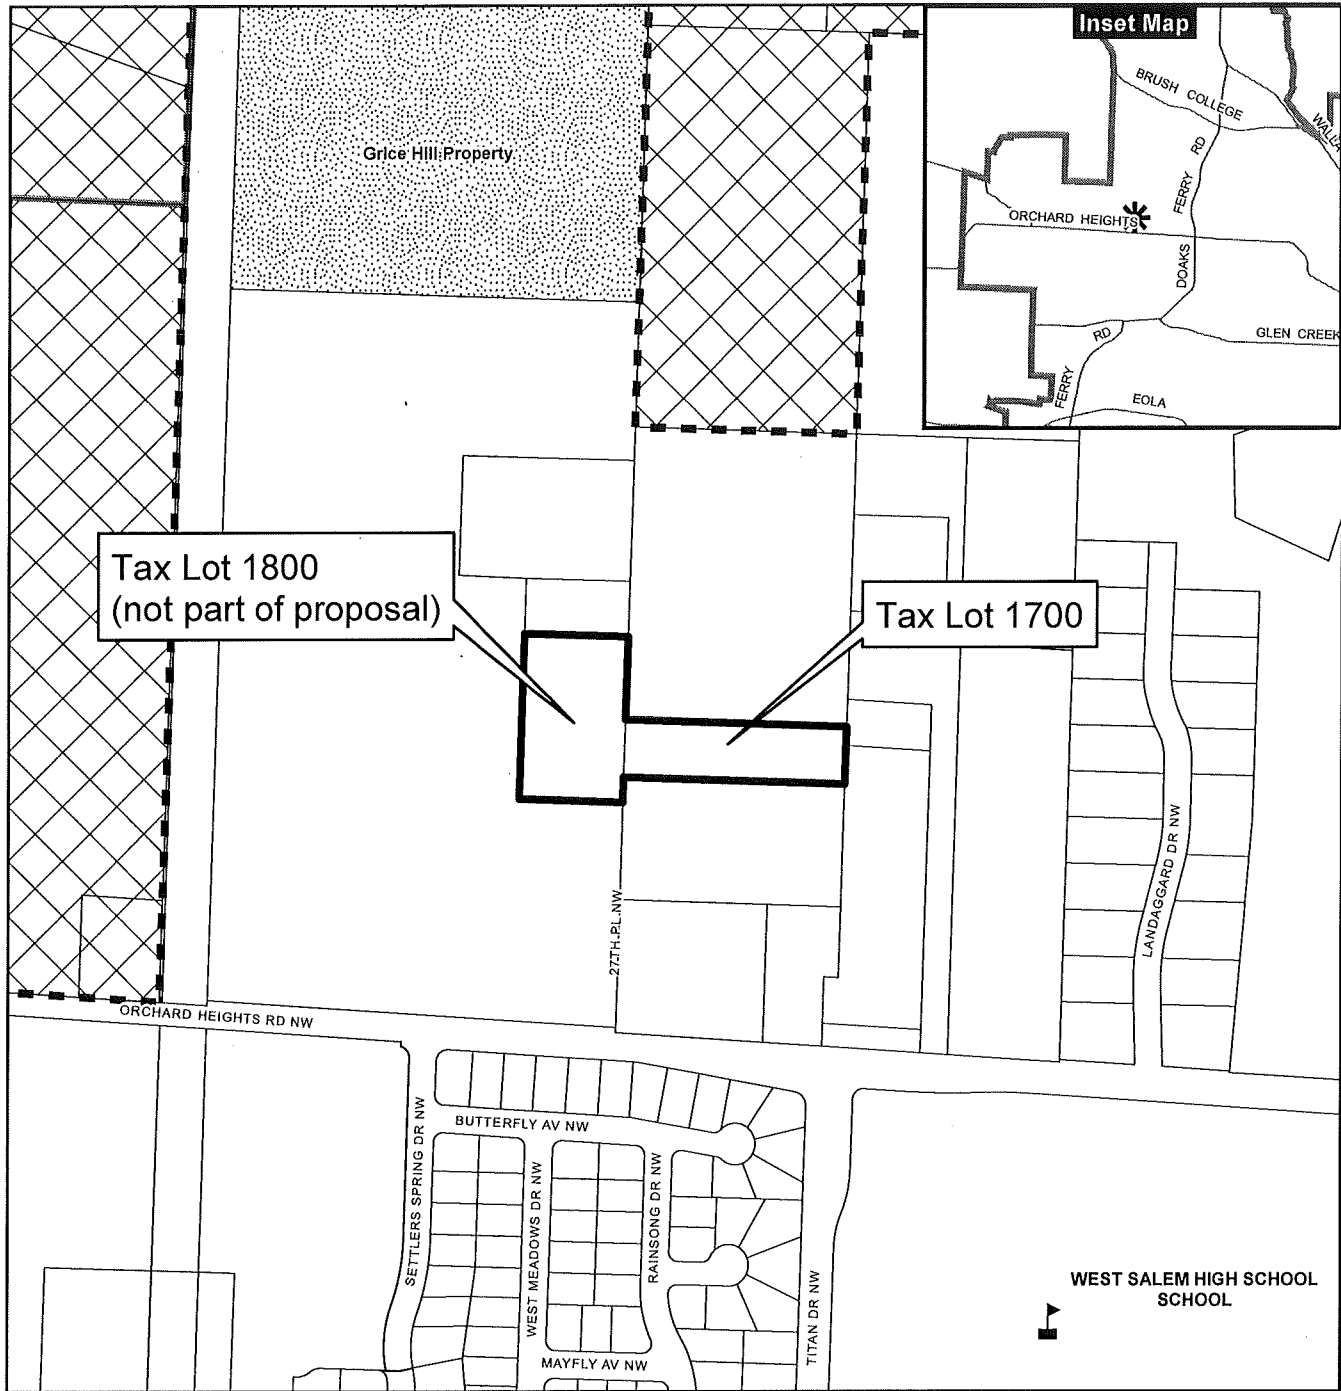 Inset Map
BRUSH COLLEGE
WALLA
RD
FERRY
DOAKS
ORCHARD HEIGHTS
GLEN CREEK
RD
FERRY
EOLA
Grice Hill Property
Tax Lot 1800
(not part of proposal)
Tax Lot 1700
27TH PL NW
LANDAGGARD DR NW
ORCHARD HEIGHTS RD NW
SETTLERS SPRING DR NW
BUTTERFLY AV NW
WEST MEADOWS DR NW
RAINSONG DR NW
TITAN DR NW
MAYFLY AV NW
WEST SALEM HIGH SCHOOL
SCHOOL